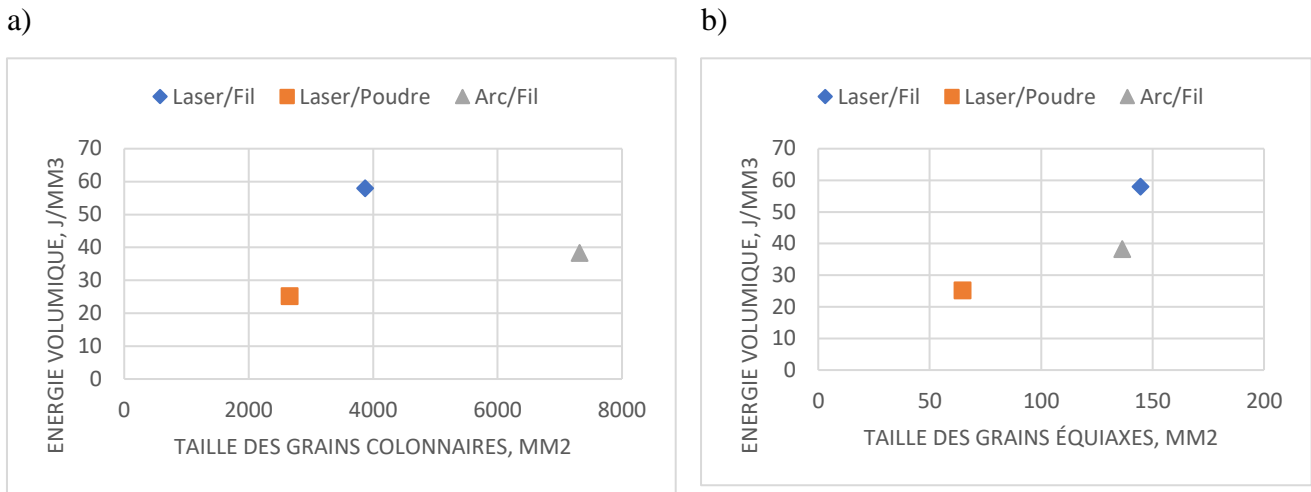 a)
Laser/Fil Laser/Poudre Arc/Fil
ENERGIE VOLUMIQUE, J/MM3
70
60
50
40
30
20
10
0
0 2000 4000 6000 8000
TAILLE DES GRAINS COLONNAIRES, MM2
b)
Laser/Fil Laser/Poudre Arc/Fil
ENERGIE VOLUMIQUE, J/MM3
70
60
50
40
30
20
10
0
0 50 100 150 200
TAILLE DES GRAINS ÉQUIAXES, MM2